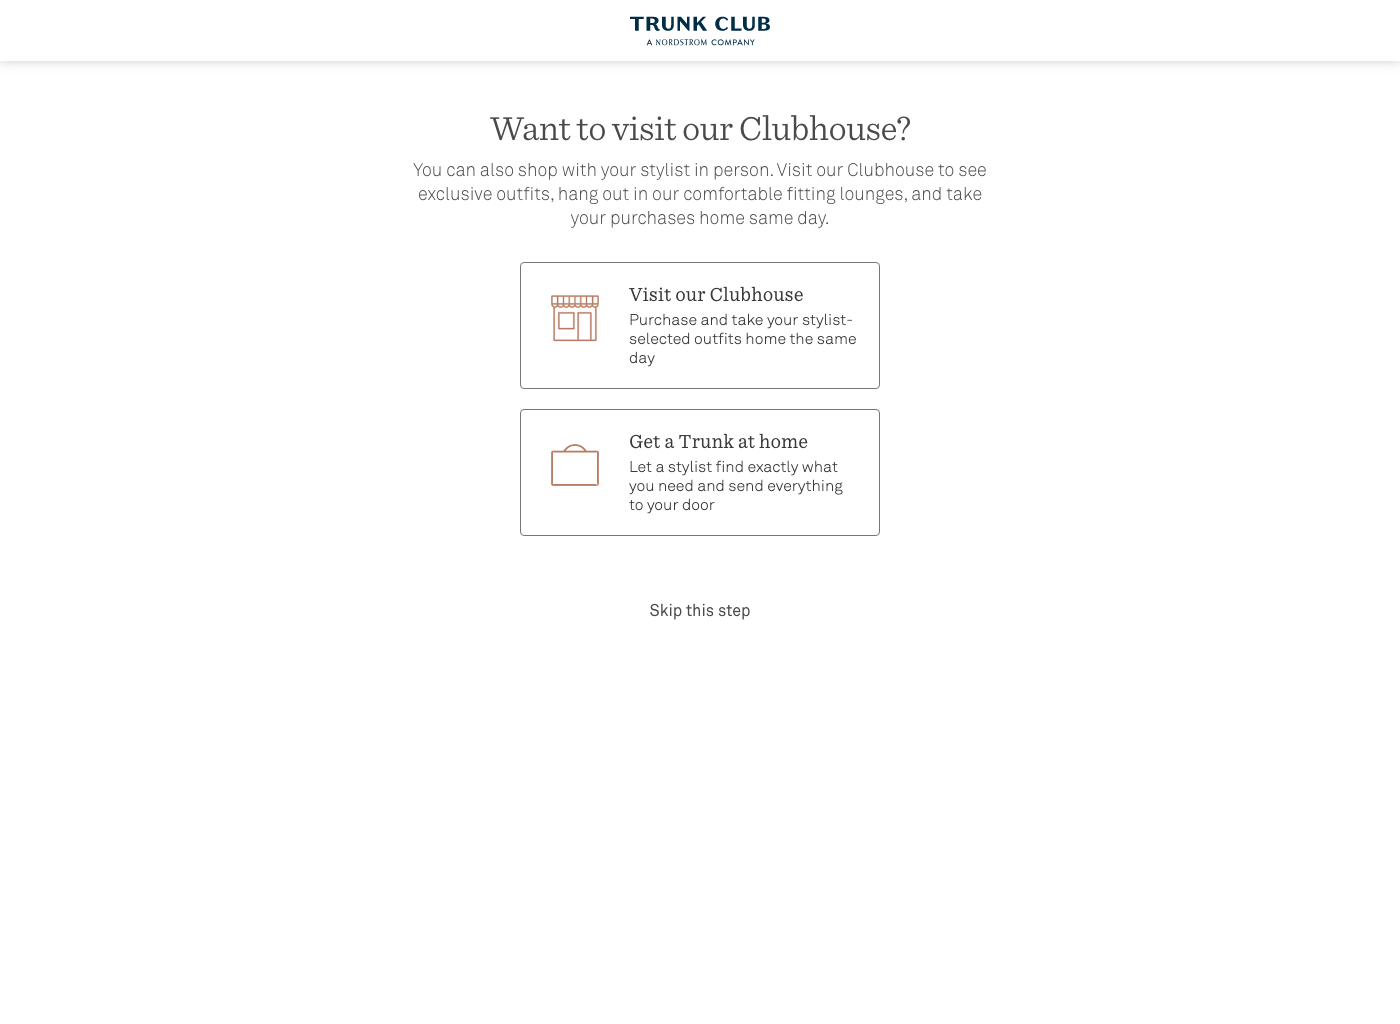 TRUNK CLUB
A NORDSTROM COMPANY
Want to visit our Clubhouse?
You can also shop with your stylist in person. Visit our Clubhouse to see
exclusive outfits, hang out in our comfortable fitting lounges, and take
your purchases home same day.
Visit our Clubhouse
Purchase and take your stylist-
selected outfits home the same
day
Get a Trunk at home
Let a stylist find exactly what
you need and send everything
to your door
Skip this step